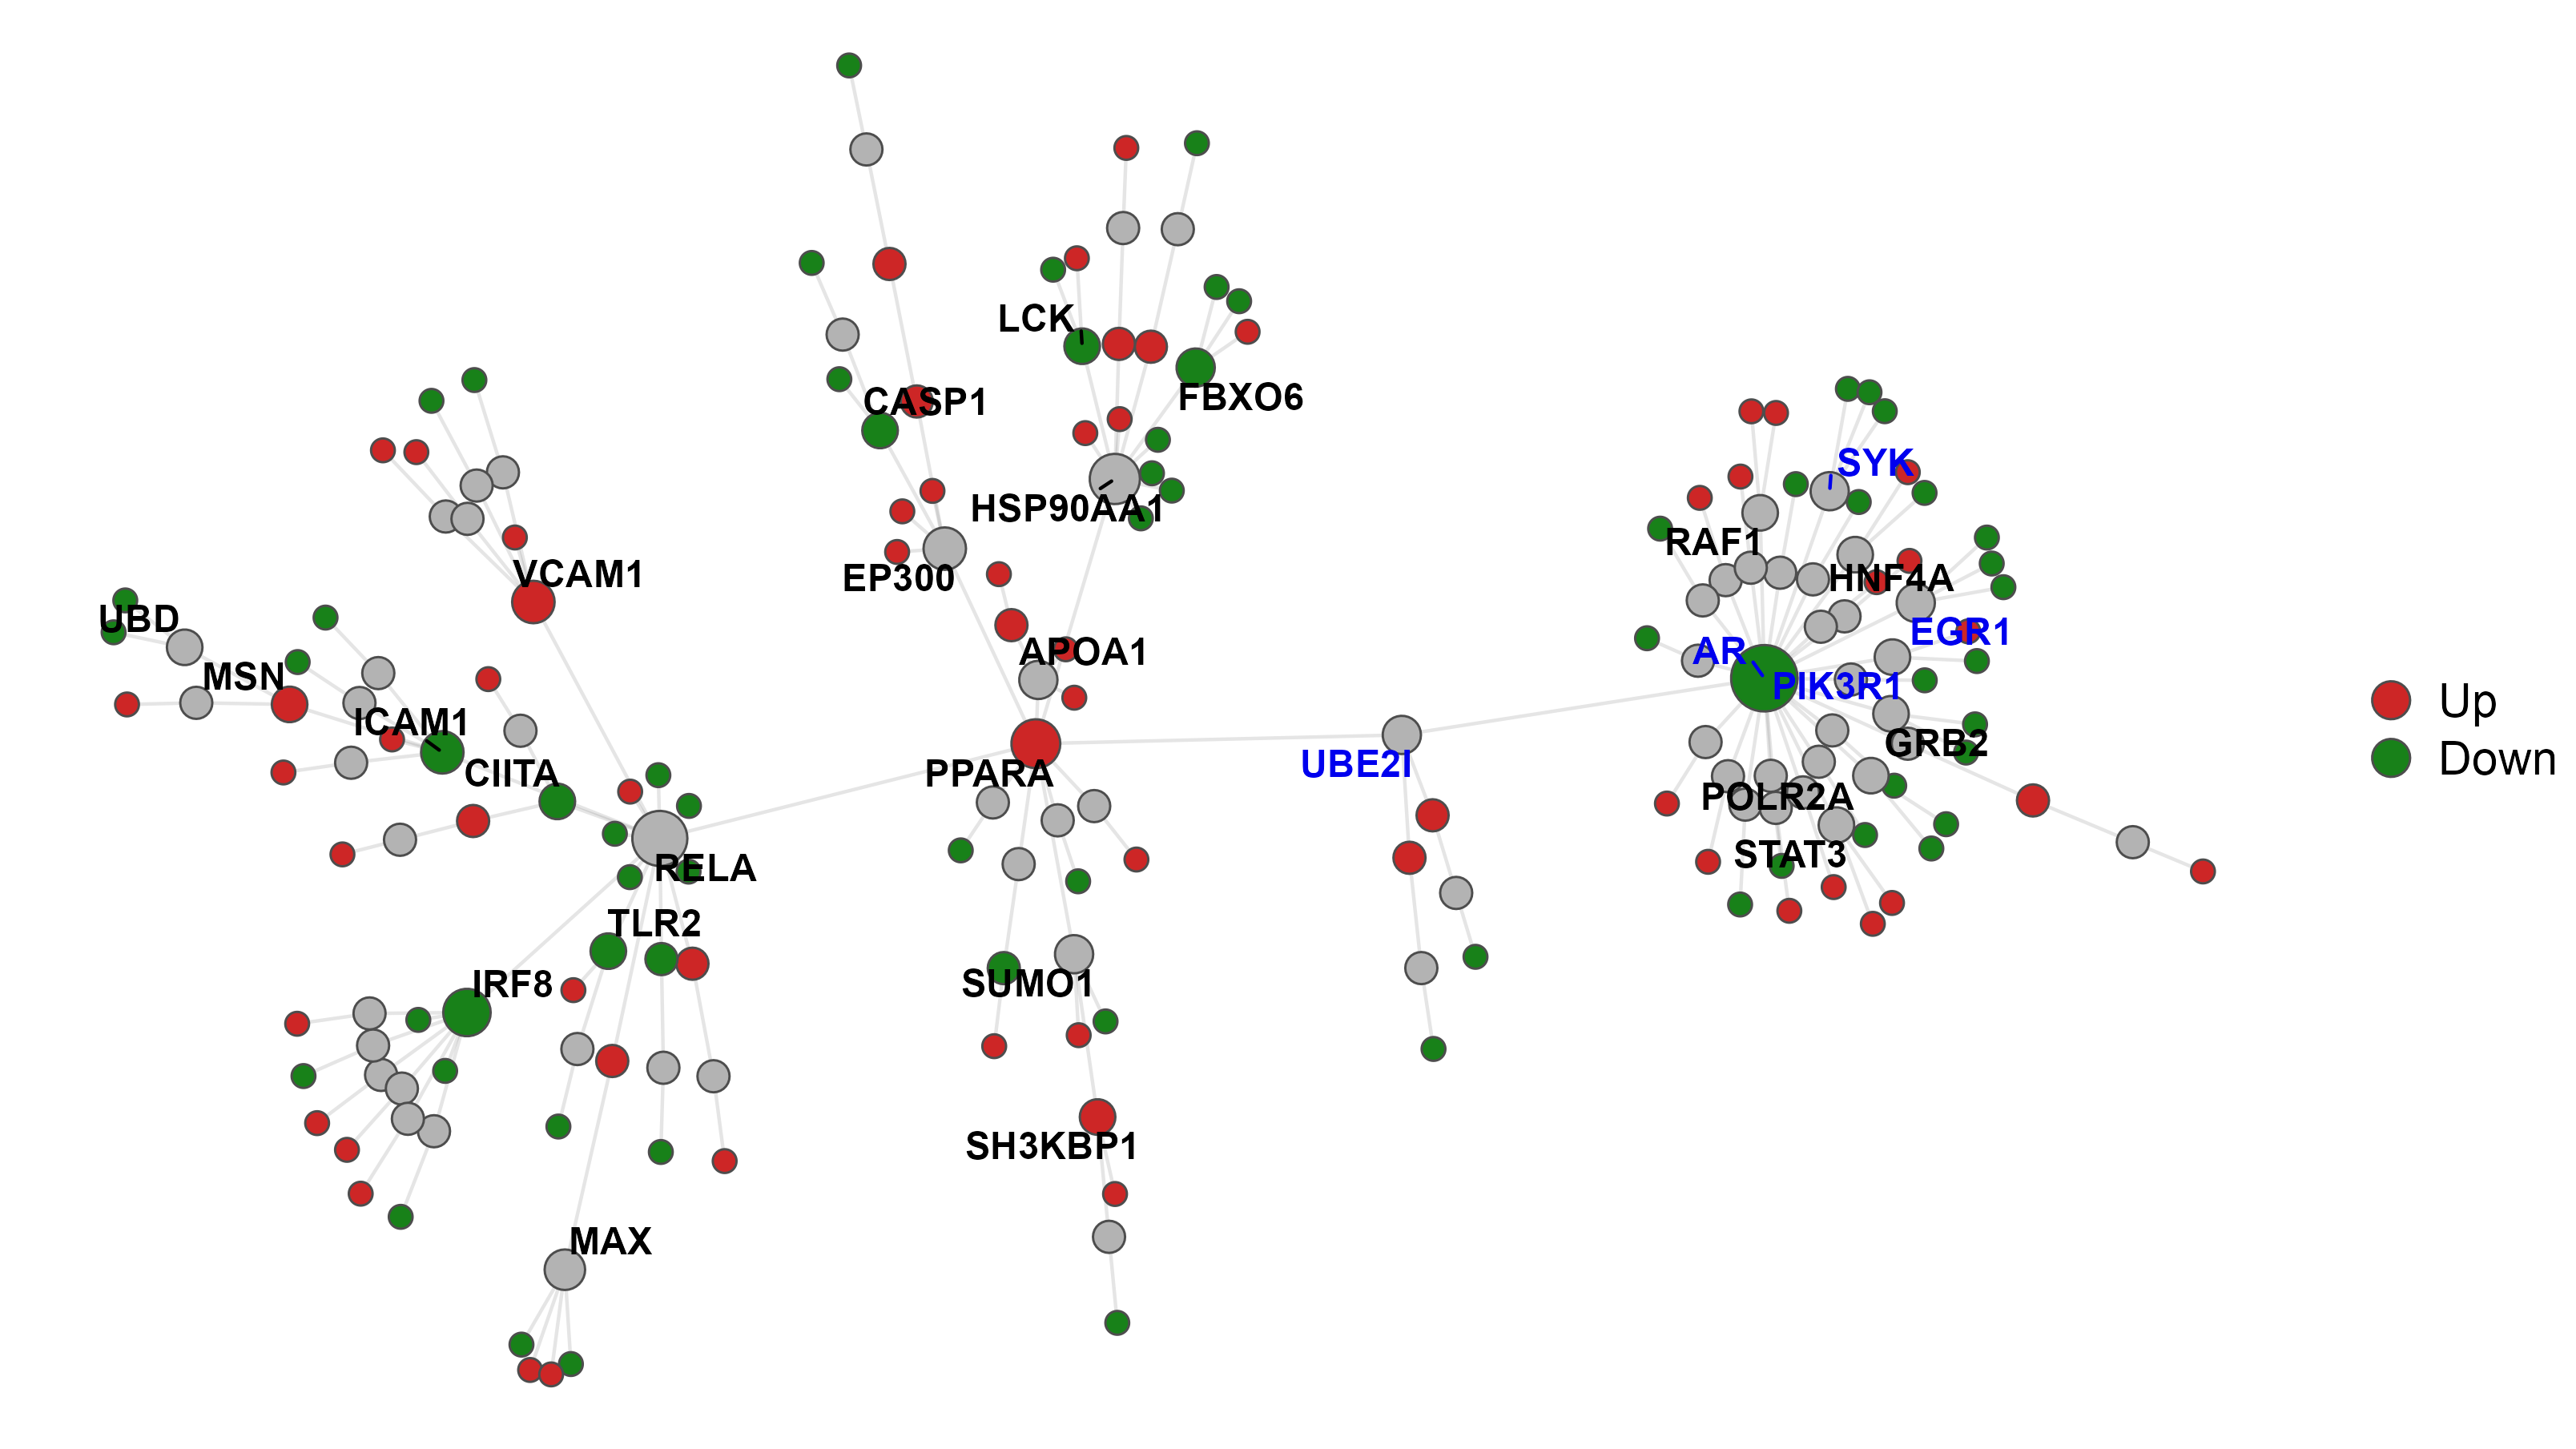 LCK
CASP1
FBXO6
SYK
HSP90AA1
RAF1
VCAM1
EP300
HNF4A
UBD
EGR1
APOA1
AR
MSN
PIK3R1
Up
ICAM1
GRB2
Down
CIITA
PPARA
UBE2I
POLR2A
STAT3
RELA
TLR2
IRF8
SUMO1
SH3KBP1
MAX